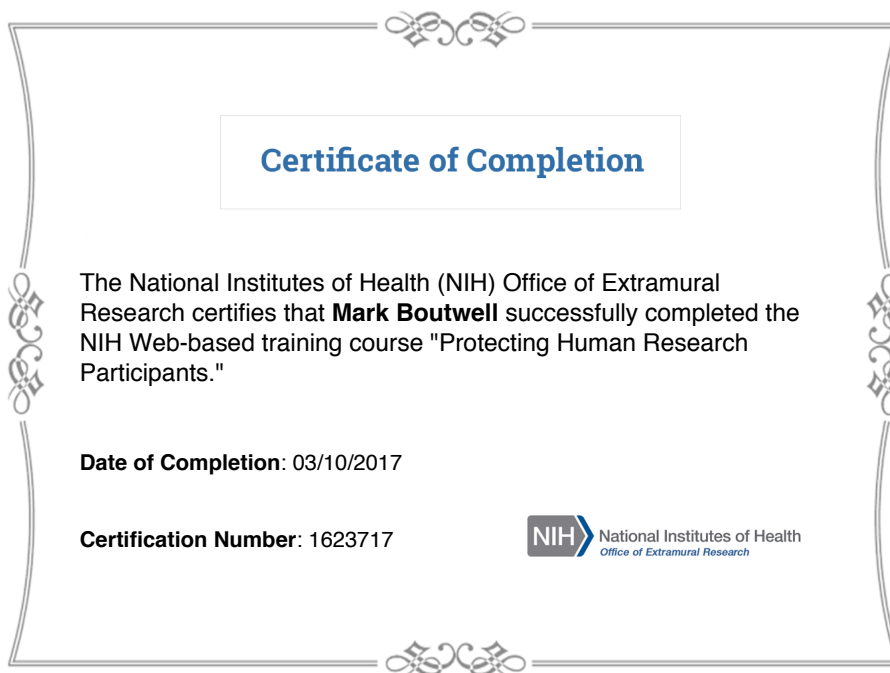 Certificate of Completion
The National Institutes of Health (NIH) Office of Extramural
Research certifies that Mark Boutwell successfully completed the
NIH Web-based training course "Protecting Human Research
Participants."
Date of Completion: 03/10/2017
Certification Number: 1623717
NIH National Institutes of Health
Office of Extramural Research